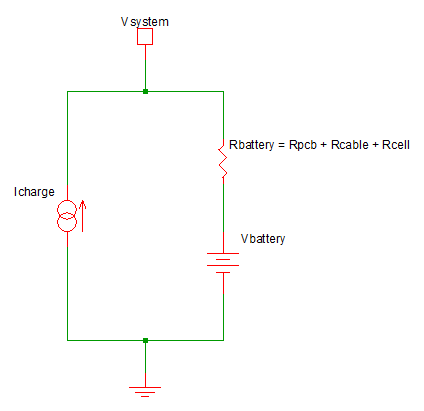 Vsystem
Rbattery = Rpcb + Rcable + Rcell
Icharge
Vbattery